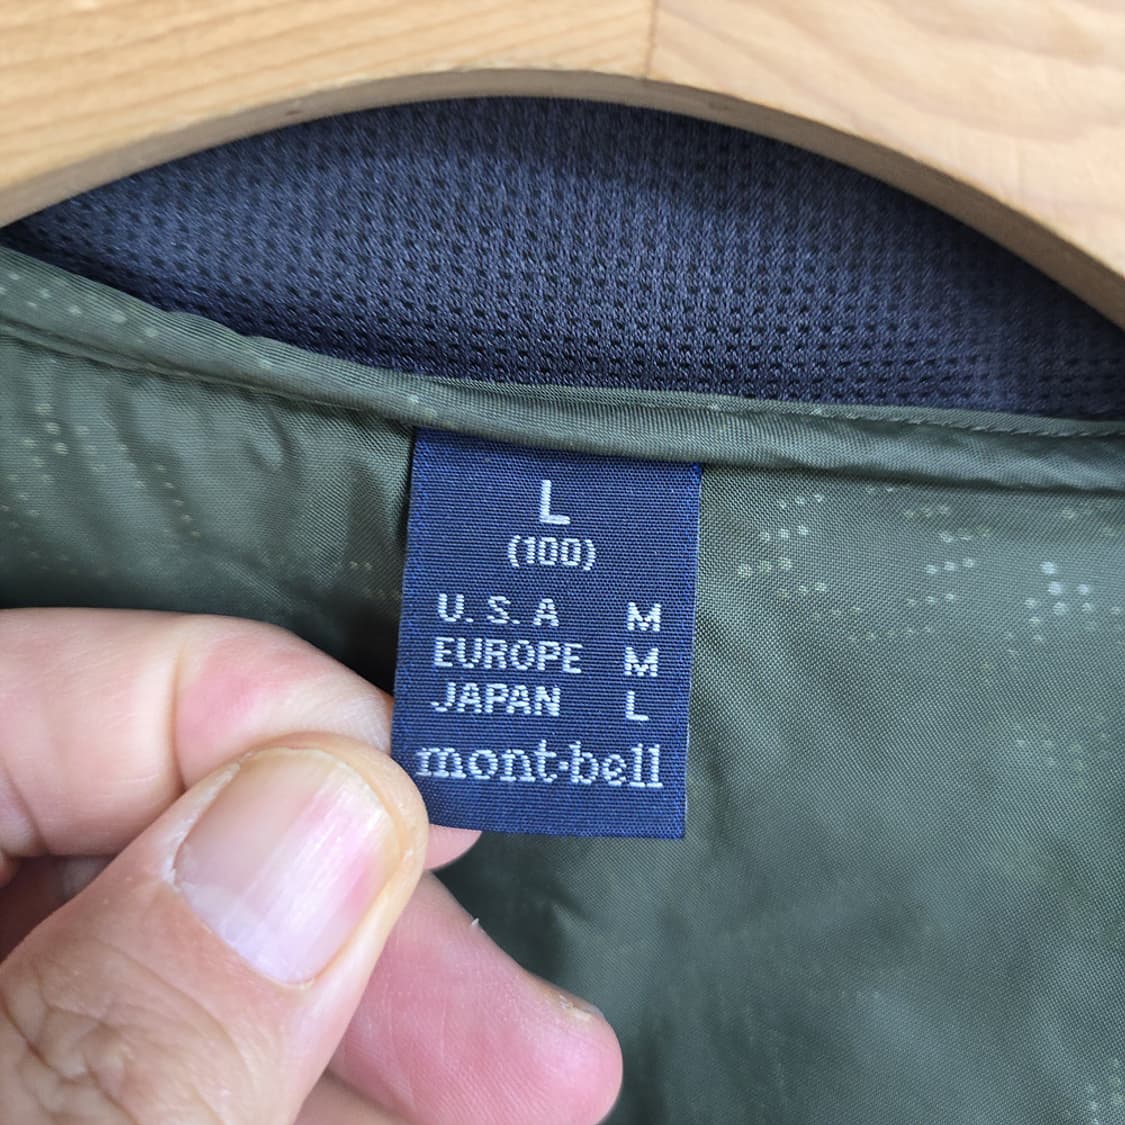 L
(100)
U.S.A M
EUROPE M
JAPAN L
mont-bell